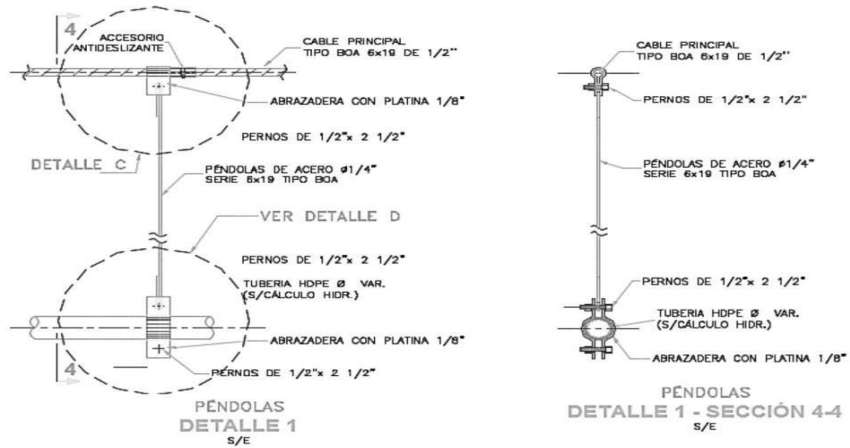 4
ACCESORIO
ANTIDESLIZANTE
CABLE PRINCIPAL
TIPO BOA 6x19 DE 1/2"
ABRAZADERA CON PLATINA 1/8"
PERNOS DE 1/2"x 2 1/2"
DETALLE C
PÉNDOLAS DE ACERO ø1/4"
SERIE 6x19 TIPO BOA
VER DETALLE D
PERNOS DE 1/2"x 2 1/2"
TUBERIA HDPE Ø VAR.
(S/CÁLCULO HIDR.)
ABRAZADERA CON PLATINA 1/8"
4
PERNOS DE 1/2"x 2 1/2"
PÉNDOLAS
DETALLE 1
S/E
CABLE PRINCIPAL
TIPO BOA 6x19 DE 1/2"
PERNOS DE 1/2"x 2 1/2"
PÉNDOLAS DE ACERO ø1/4"
SERIE 6x19 TIPO BOA
PERNOS DE 1/2"x 2 1/2"
TUBERIA HDPE Ø VAR.
(S/CÁLCULO HIDR.)
ABRAZADERA CON PLATINA 1/8"
PÉNDOLAS
DETALLE 1 - SECCIÓN 4-4
S/E